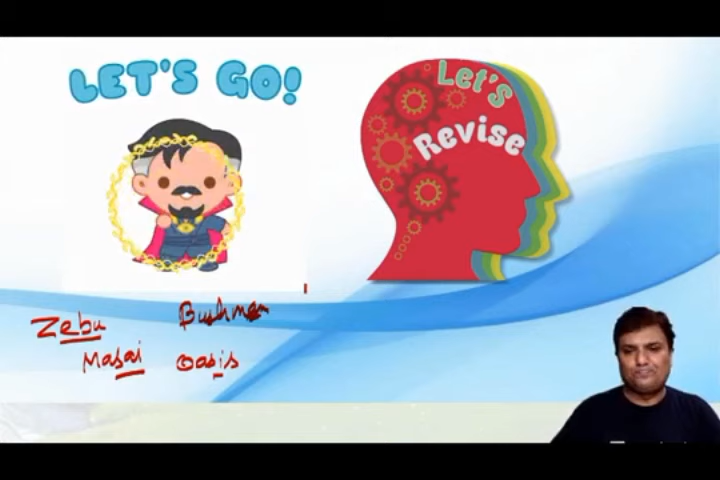 LET'S GO!
Let's
Revise
Zebu Bushmen
Masai Oasis